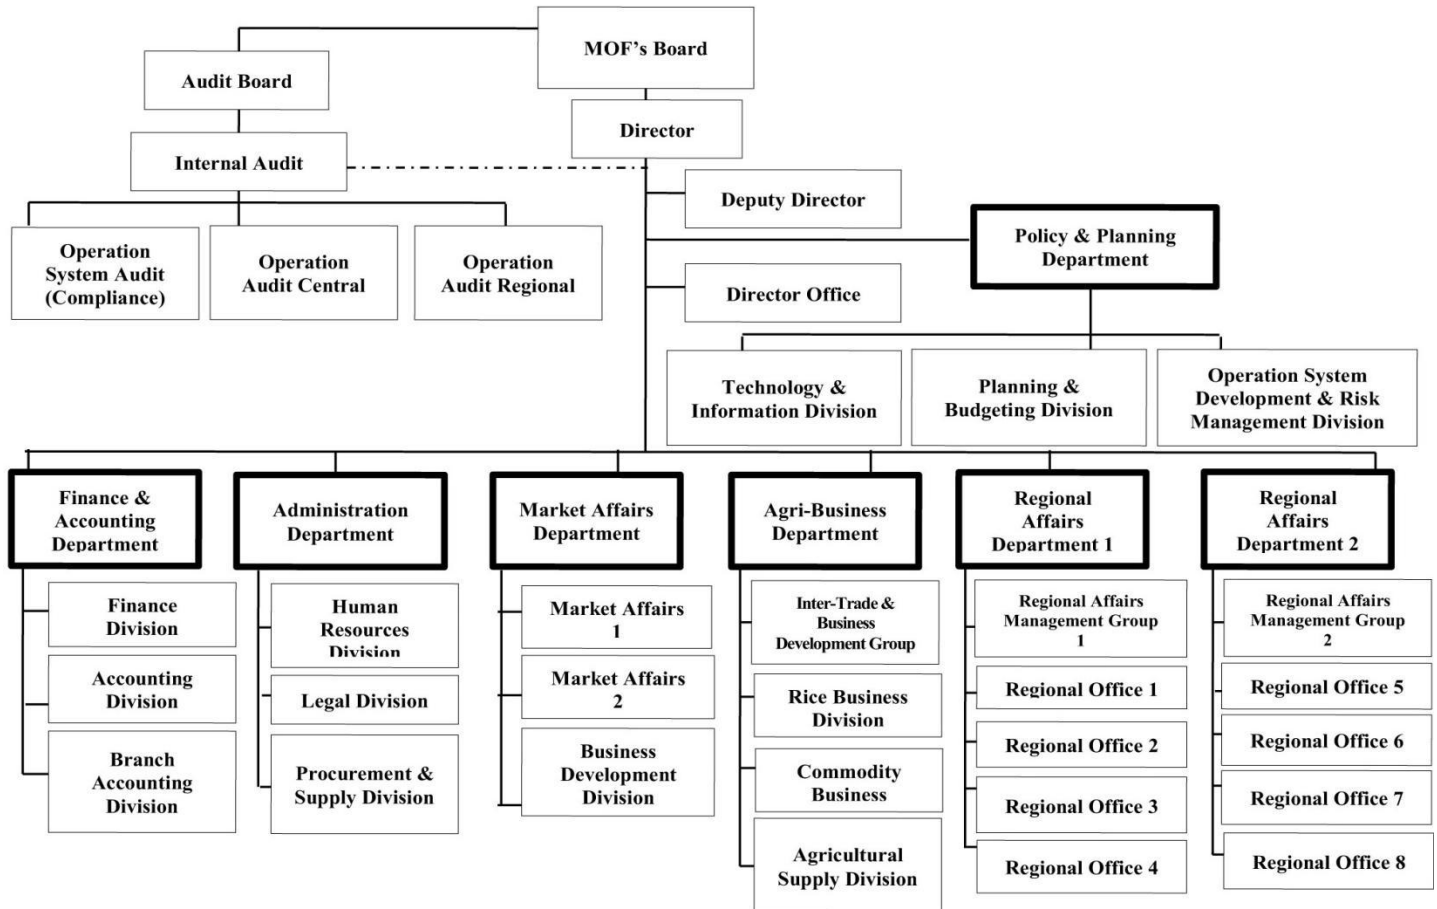 MOF's Board
Audit Board
Director
Internal Audit
Deputy Director
Policy & Planning
Department
Operation
System Audit
(Compliance)
Operation
Audit Central
Operation
Audit Regional
Director Office
Technology &
Information Division
Planning &
Budgeting Division
Operation System
Development & Risk
Management Division
Finance &
Accounting
Department
Administration
Department
Market Affairs
Department
Agri-Business
Department
Regional
Affairs
Department 1
Regional
Affairs
Department 2
Finance
Division
Accounting
Division
Branch
Accounting
Division
Human
Resources
Division
Legal Division
Procurement &
Supply Division
Market Affairs
1
Market Affairs
2
Business
Development
Division
Inter-Trade &
Business
Development Group
Rice Business
Division
Commodity
Business
Agricultural
Supply Division
Regional Affairs
Management Group
1
Regional Office 1
Regional Office 2
Regional Office 3
Regional Office 4
Regional Affairs
Management Group
2
Regional Office 5
Regional Office 6
Regional Office 7
Regional Office 8